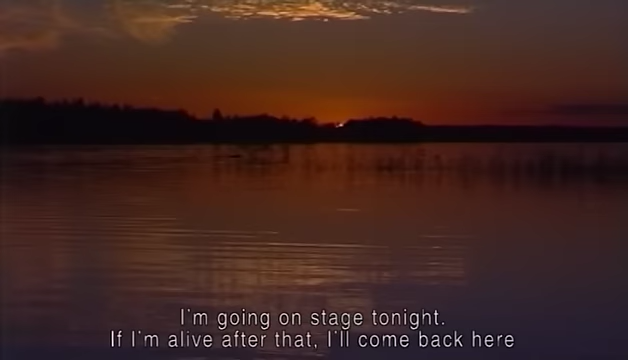 I'm going on stage tonight.
If I'm alive after that, I'll come back here